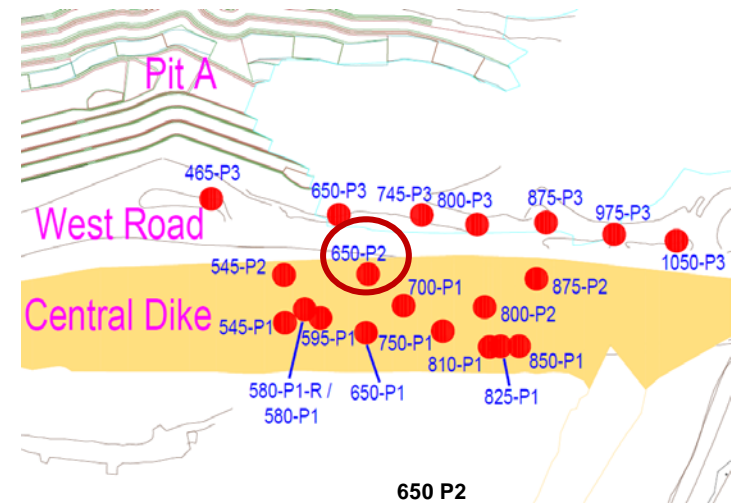 Pit A
465-P3
650-P3
745-P3
800-P3
875-P3
975-P3
1050-P3
West Road
650-P2
545-P2
875-P2
700-P1
800-P2
Central Dike
545-P1
595-P1
750-P1
810-P1
850-P1
580-P1-R /
580-P1
650-P1
825-P1
650 P2